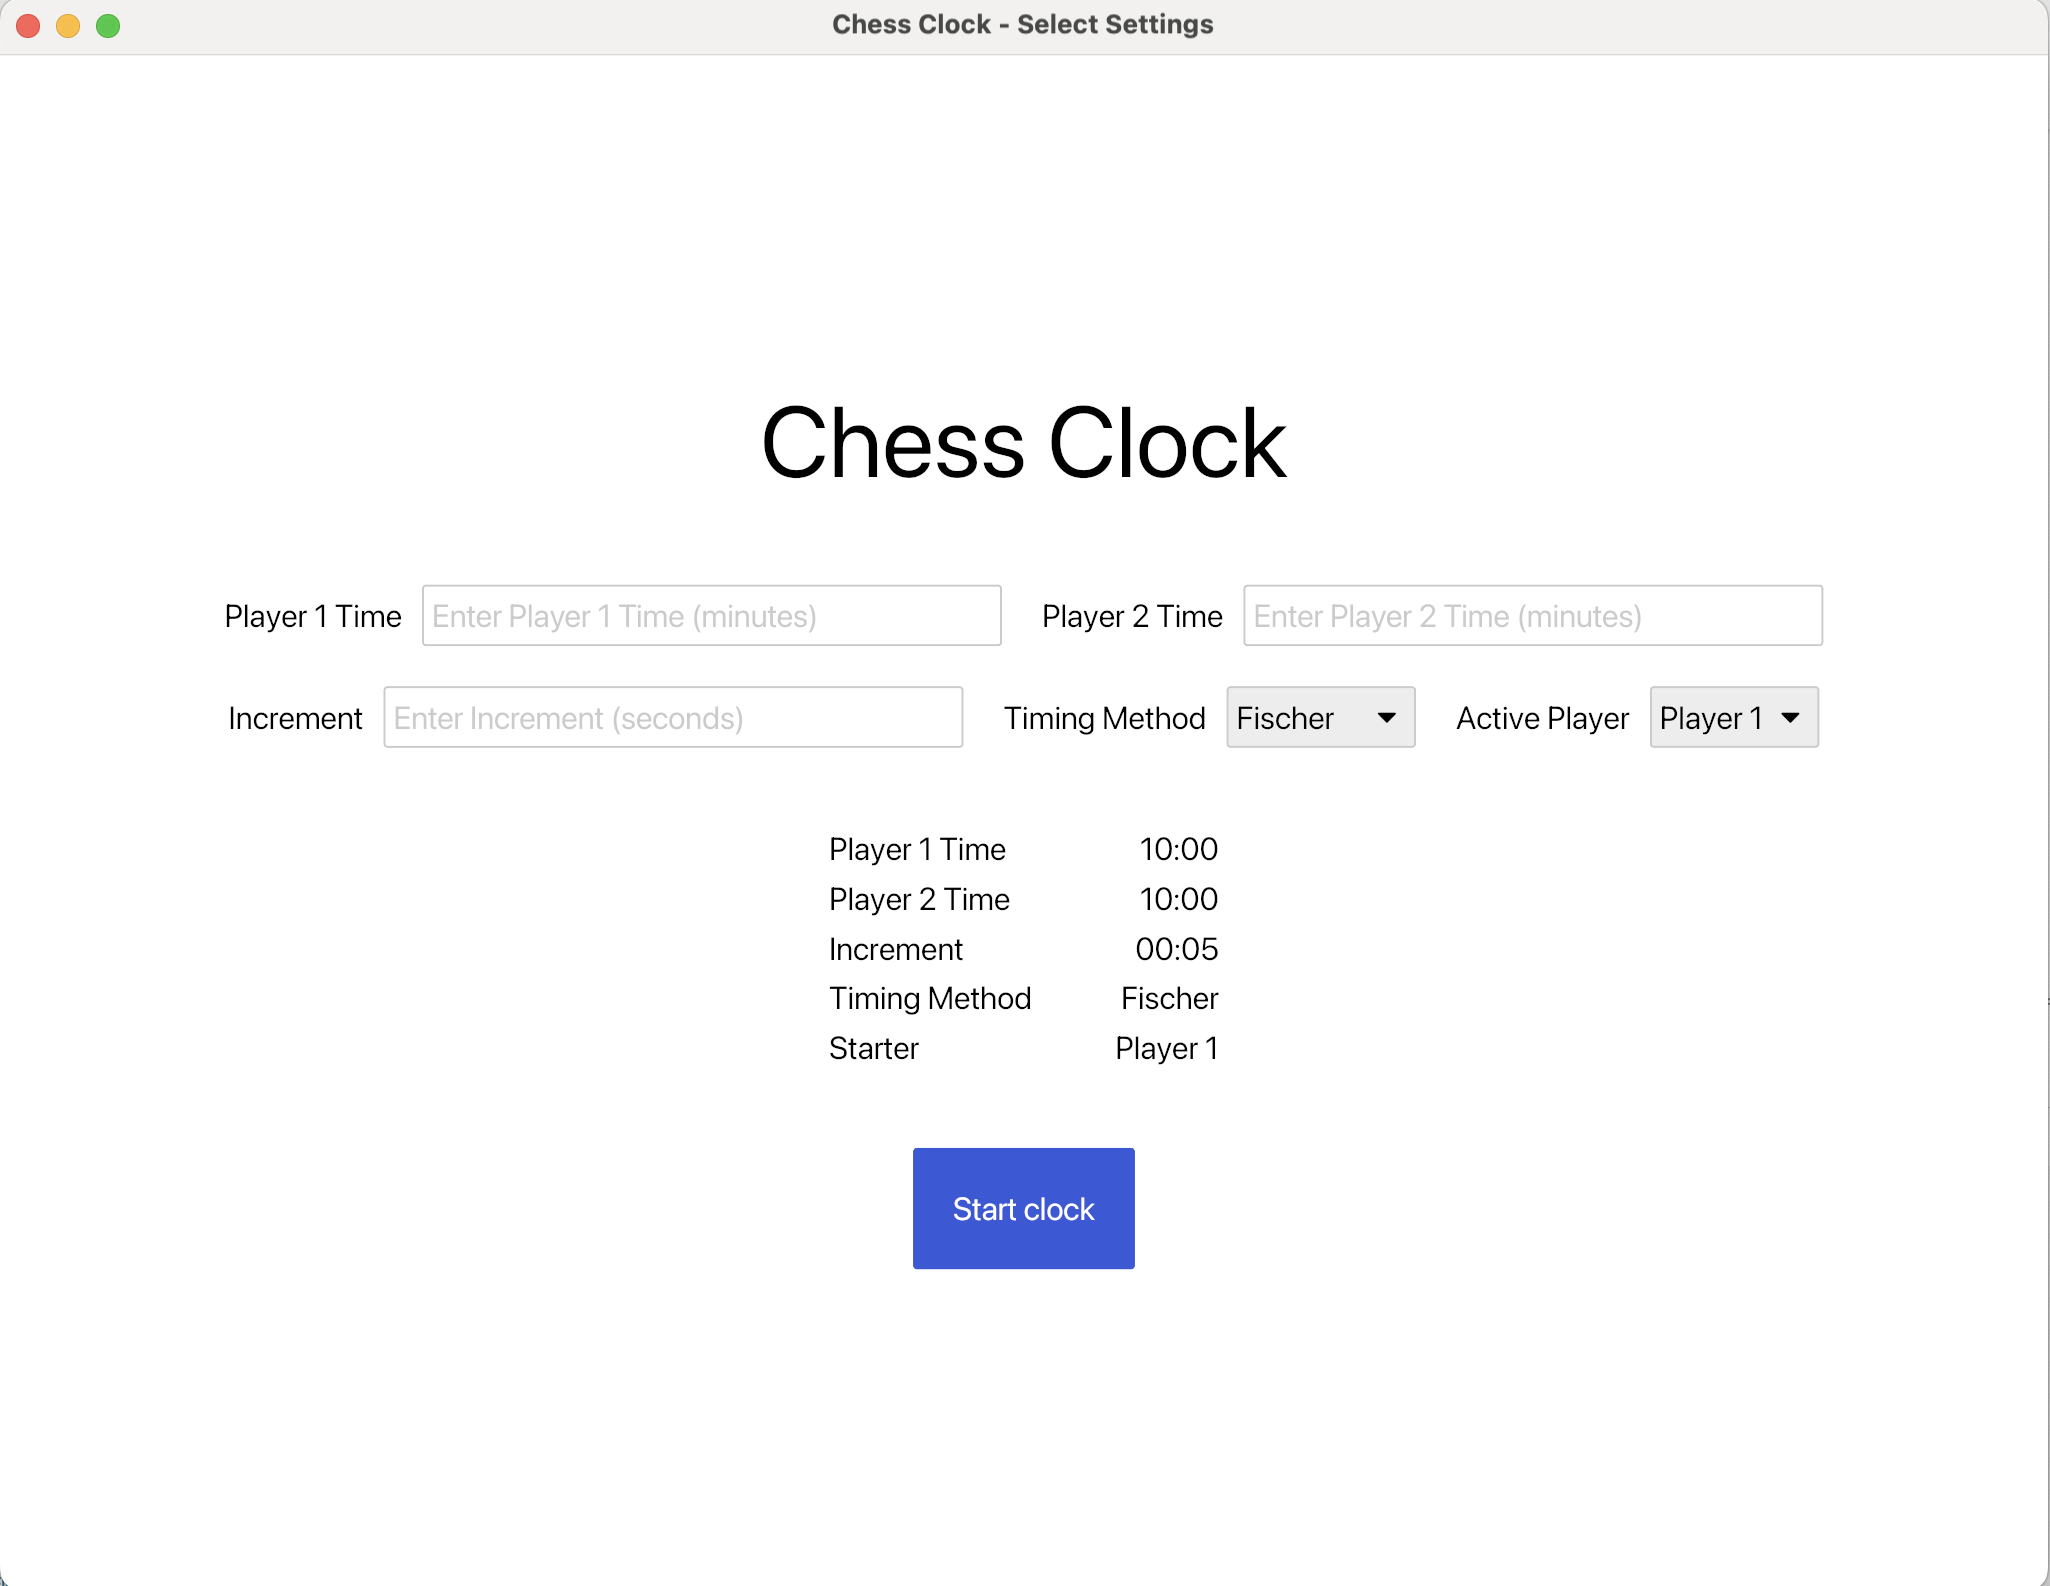 Chess Clock - Select Settings
Chess Clock
Player 1 Time Enter Player 1 Time (minutes) Player 2 Time Enter Player 2 Time (minutes)
Increment Enter Increment (seconds) Timing Method Fischer Active Player Player 1
Player 1 Time 10:00
Player 2 Time 10:00
Increment 00:05
Timing Method Fischer
Starter Player 1
Start clock